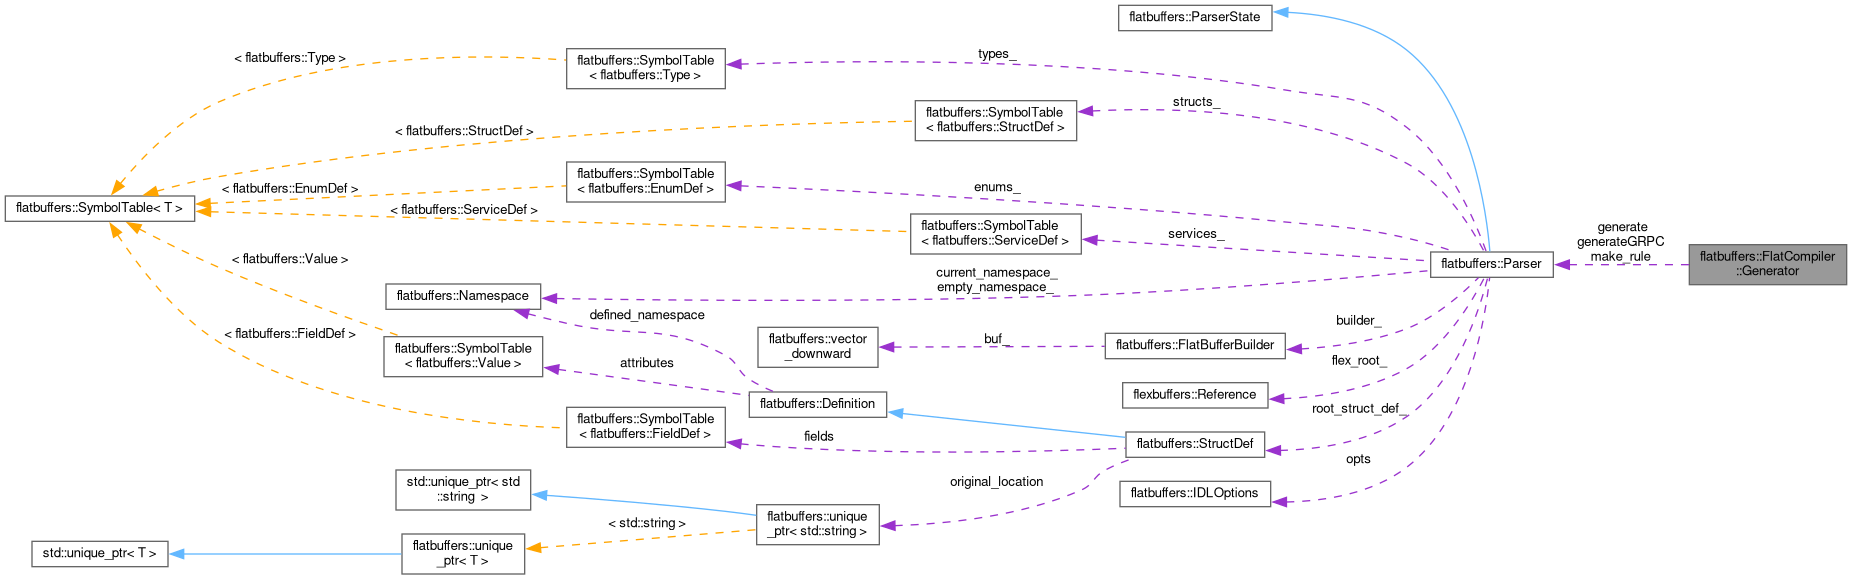 flatbuffers::ParserState
< flatbuffers::Type >
flatbuffers::SymbolTable
< flatbuffers::Type >
types_
flatbuffers::SymbolTable
< flatbuffers::StructDef >
structs_
< flatbuffers::StructDef >
flatbuffers::SymbolTable
< flatbuffers::EnumDef >
enums_
< flatbuffers::EnumDef >
flatbuffers::SymbolTable< T >
< flatbuffers::ServiceDef >
flatbuffers::SymbolTable
< flatbuffers::ServiceDef >
services_
generate
generateGRPC
make_rule
flatbuffers::FlatCompiler
::Generator
flatbuffers::Parser
< flatbuffers::Value >
current_namespace_
empty_namespace_
flatbuffers::Namespace
defined_namespace
builder_
< flatbuffers::FieldDef >
flatbuffers::vector
_downward
buf_
flatbuffers::FlatBufferBuilder
flatbuffers::SymbolTable
< flatbuffers::Value >
attributes
flex_root_
flexbuffers::Reference
flatbuffers::Definition
root_struct_def_
flatbuffers::SymbolTable
< flatbuffers::FieldDef >
fields
flatbuffers::StructDef
opts
std::unique_ptr< std
::string >
original_location
flatbuffers::IDLOptions
< std::string >
flatbuffers::unique
_ptr< std::string >
std::unique_ptr< T >
flatbuffers::unique
_ptr< T >